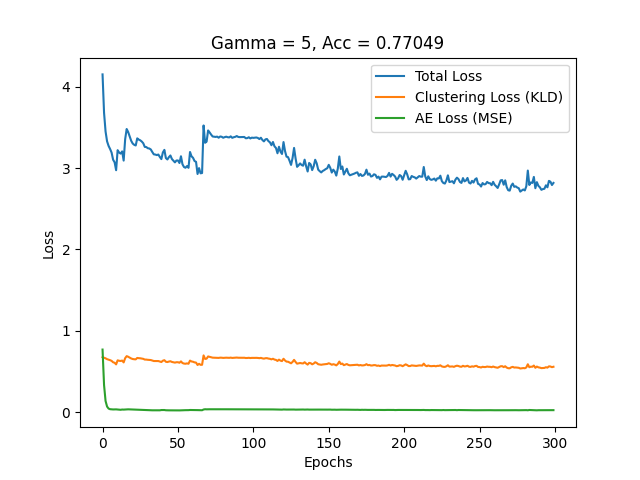 Gamma = 5, Acc = 0.77049
Total Loss
Clustering Loss (KLD)
AE Loss (MSE)
4
3
2
1
0
Loss
0 50 100 150 200 250 300
Epochs